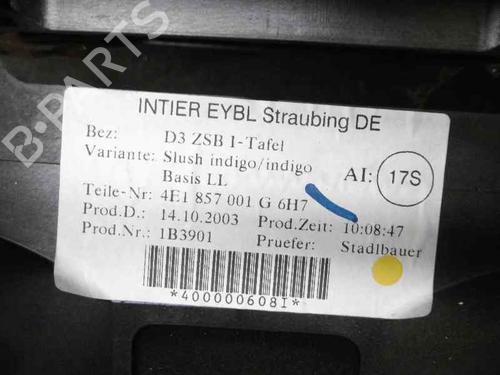 INTIER EYBL Straubing DE
Bez: D3 ZSB I-Tafel
Variante: Slush indigo/indigo
Basis LL
AI: 17S
Teile-Nr: 4E1 857 001 G 6H7
Prod.D.: 14.10.2003 Prod.Zeit: 10:08:47
Prod.Nr.: 1B3901 Pruefer: Stadlbauer
*400000608I*
B-PARTS